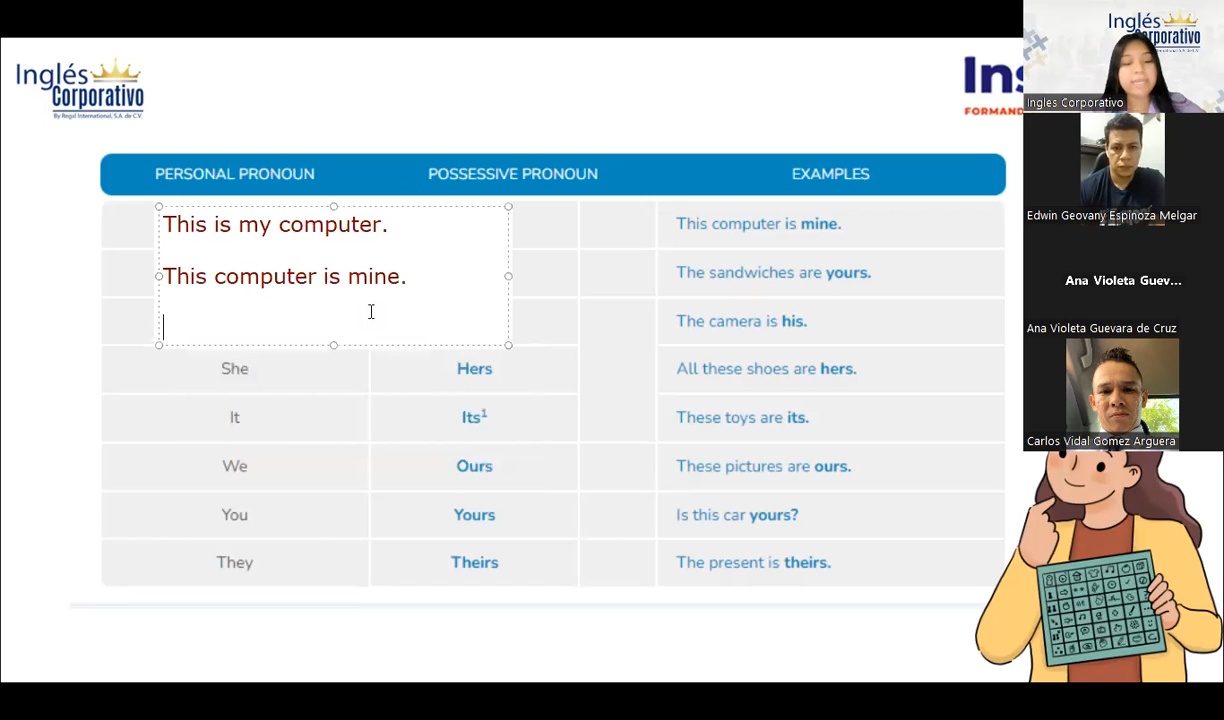 Inglés
Corporativo
By Regal International, S.A. de C.V.
Ins
FORMAND
PERSONAL PRONOUN POSSESSIVE PRONOUN EXAMPLES
This is my computer.
This computer is mine.
This computer is mine.
The sandwiches are yours.
The camera is his.
She Hers All these shoes are hers.
It Its1 These toys are its.
We Ours These pictures are ours.
You Yours Is this car yours?
They Theirs The present is theirs.
Inglés
Corporativo
Ingles Corporativo
Edwin Geovany Espinoza Melgar
Ana Violeta Guev...
Ana Violeta Guevara de Cruz
Carlos Vidal Gomez Arguera